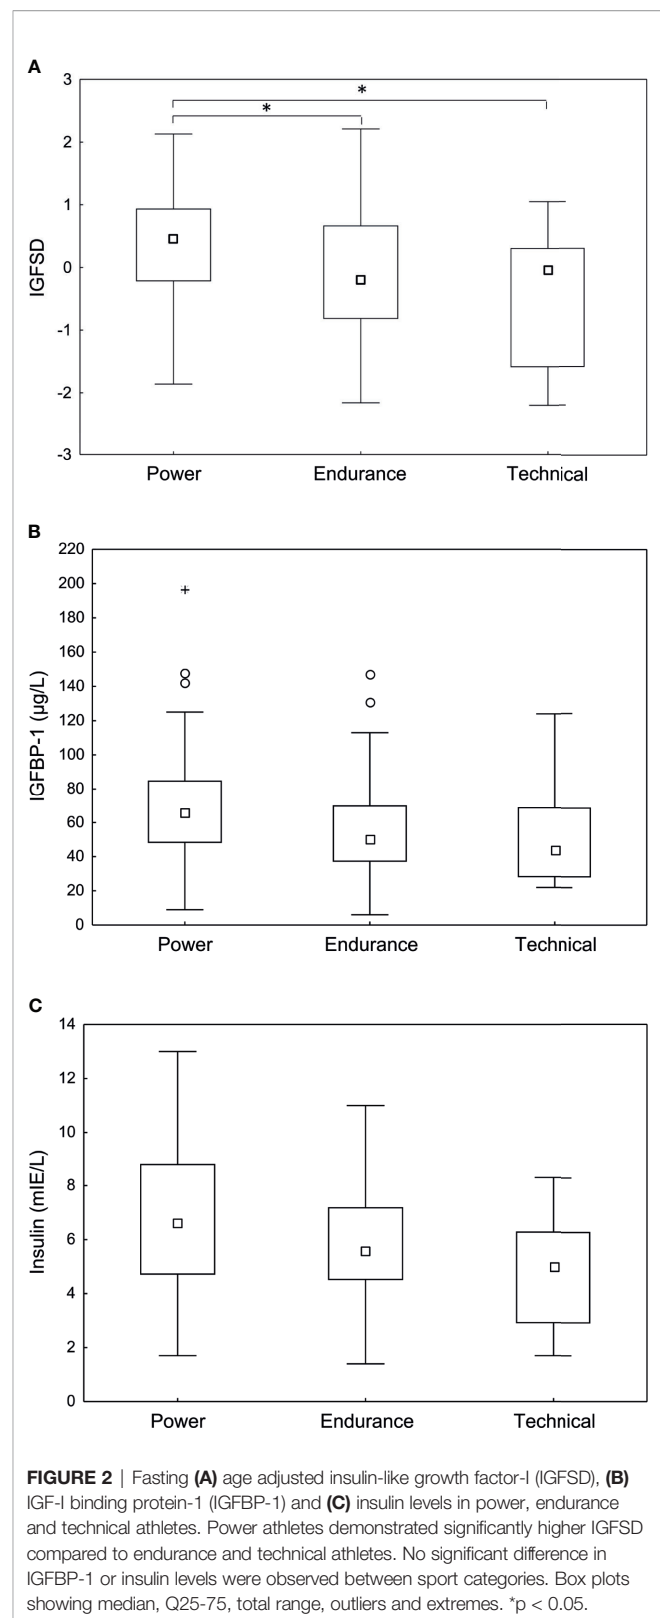 A
3
2
1
0
-1
-2
-3
IGFSD
*
*
Power Endurance Technical
B
220
200
180
160
140
120
100
80
60
40
20
0
IGFBP-1 (µg/L)
Power Endurance Technical
C
14
12
10
8
6
4
2
0
Insulin (mIE/L)
Power Endurance Technical
FIGURE 2 | Fasting (A) age adjusted insulin-like growth factor-I (IGFSD), (B)
IGF-I binding protein-1 (IGFBP-1) and (C) insulin levels in power, endurance
and technical athletes. Power athletes demonstrated significantly higher IGFSD
compared to endurance and technical athletes. No significant difference in
IGFBP-1 or insulin levels were observed between sport categories. Box plots
showing median, Q25-75, total range, outliers and extremes. *p < 0.05.